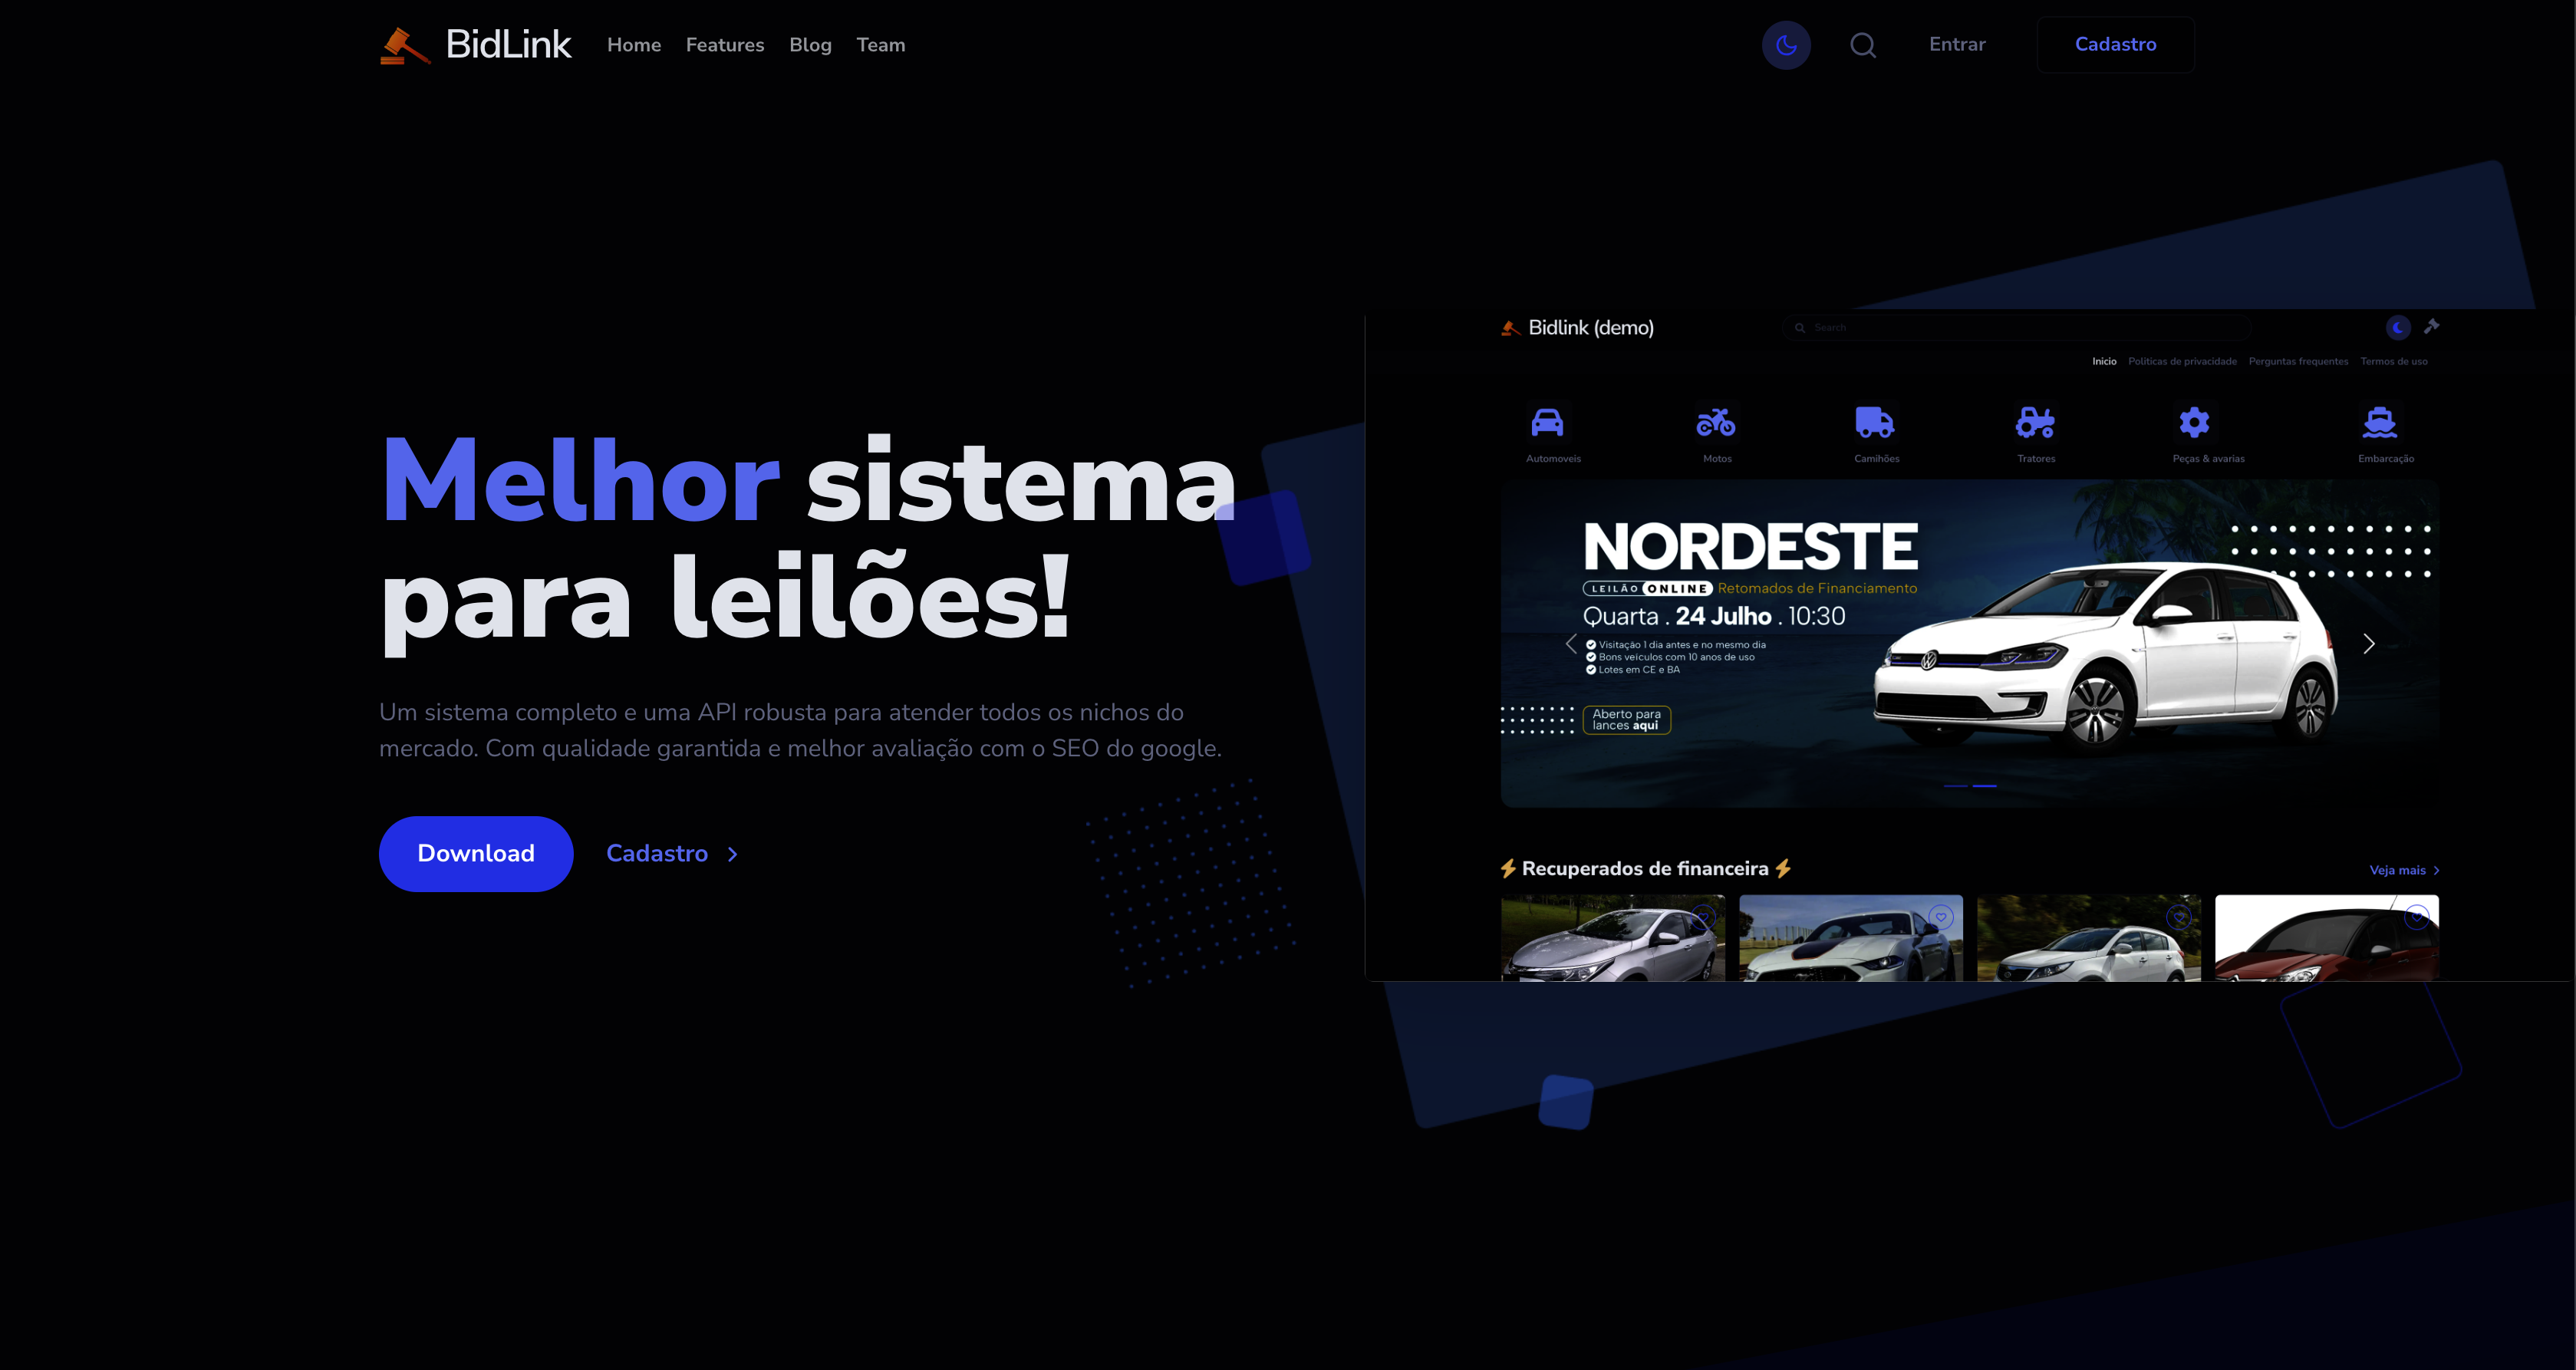 BidLink Home Features Blog Team Entrar Cadastro
Melhor sistema
para leilões!
Um sistema completo e uma API robusta para atender todos os nichos do
mercado. Com qualidade garantida e melhor avaliação com o SEO do google.
Download Cadastro
Bidlink (demo) Search
Inicio Politicas de privacidade Perguntas frequentes Termos de uso
Automoveis Motos Camihões Tratores Peças & avarias Embarcação
NORDESTE
LEILÃO ONLINE Retomados de Financiamento
Quarta . 24 Julho . 10:30
Visitação 1 dia antes e no mesmo dia
Bons veículos com 10 anos de uso
Lotes em CE e BA
Aberto para
lances aqui
Recuperados de financeira Veja mais